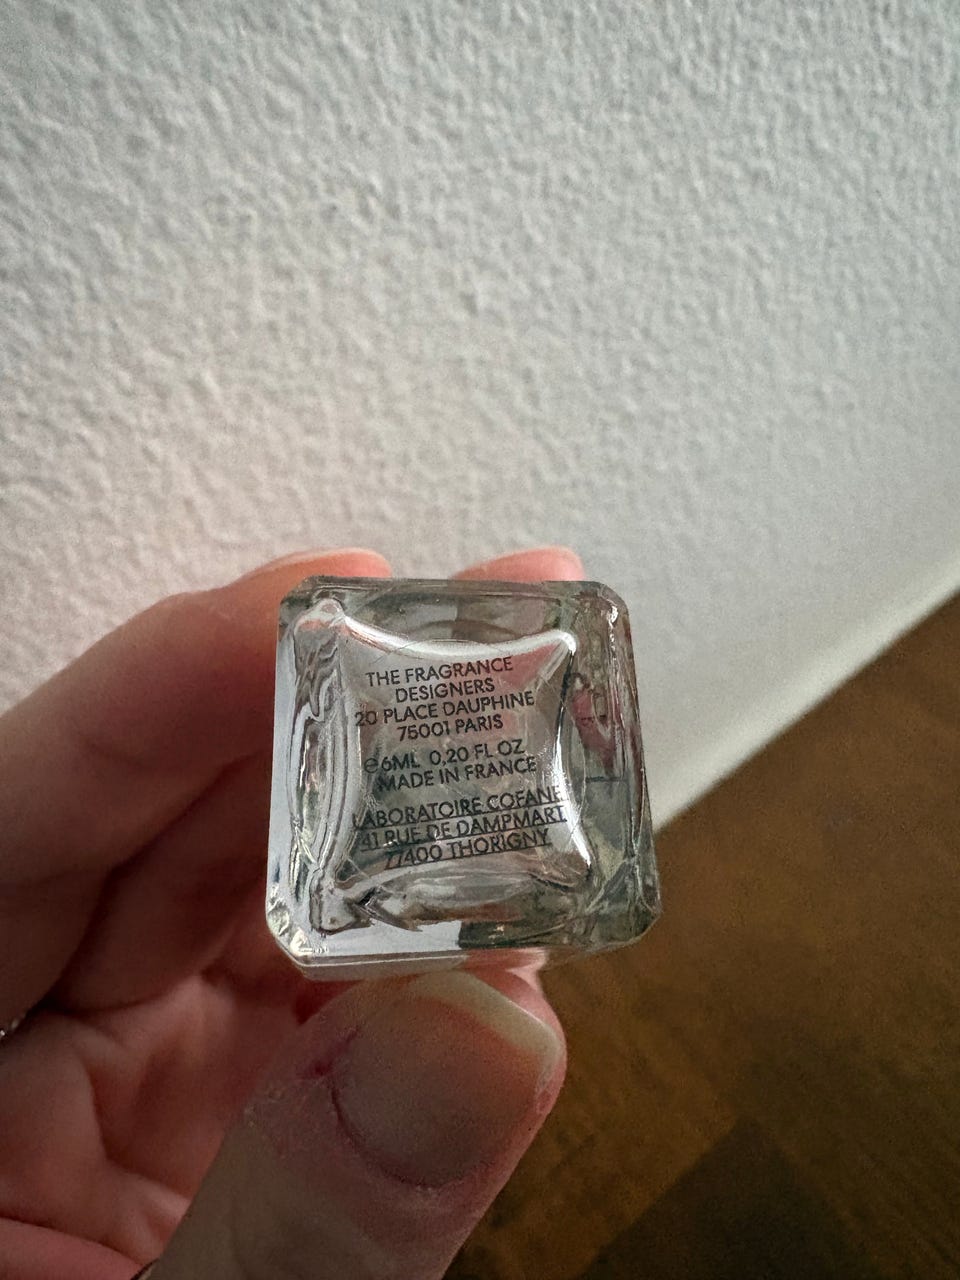 THE FRAGRANCE
DESIGNERS
20 PLACE DAUPHINE
75001 PARIS
℮6ML 0,20 FL OZ
MADE IN FRANCE
LABORATOIRE COFANE
41 RUE DE DAMPMART
77400 THORIGNY